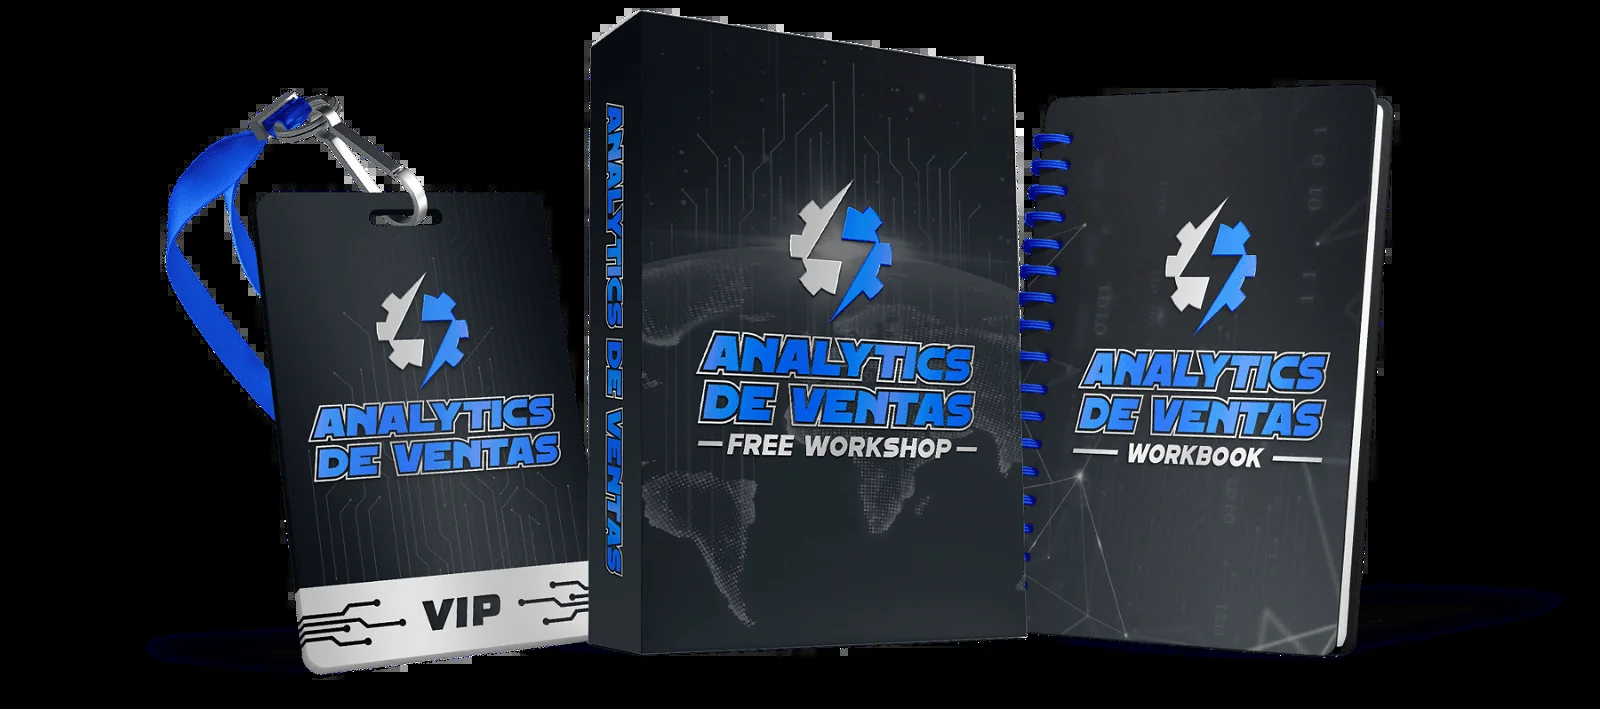 ANALYTICS
DE VENTAS
VIP
ANALYTICS DE VENTAS
ANALYTICS
DE VENTAS
FREE WORKSHOP
ANALYTICS
DE VENTAS
WORKBOOK